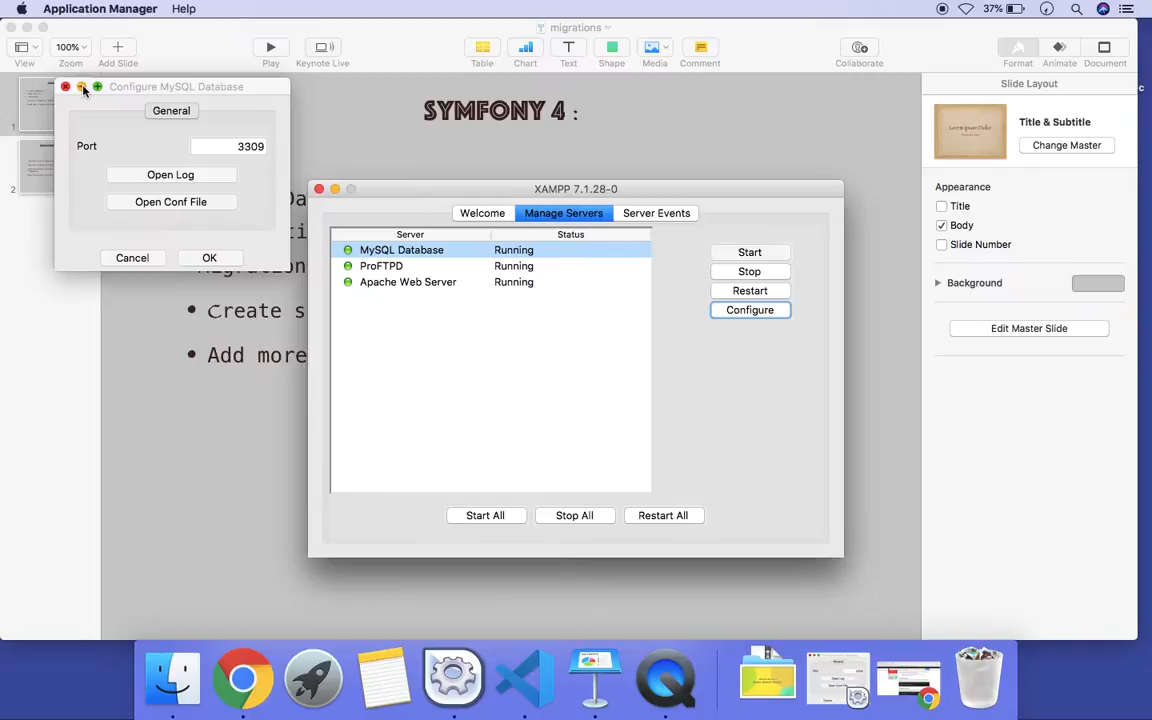 Application Manager Help 37%
migrations
100%
View Zoom Add Slide Play Keynote Live Table Chart Text Shape Media Comment Collaborate Format Animate Document
Configure MySQL Database
General
Port 3309
Open Log
Open Conf File
Cancel OK
1
2
SYMFONY 4 :
• Create s
• Add more
XAMPP 7.1.28-0
Welcome Manage Servers Server Events
Server Status
MySQL Database Running
ProFTPD Running
Apache Web Server Running
Start
Stop
Restart
Configure
Start All Stop All Restart All
Slide Layout
Title & Subtitle
Change Master
Appearance
Title
Body
Slide Number
Background
Edit Master Slide